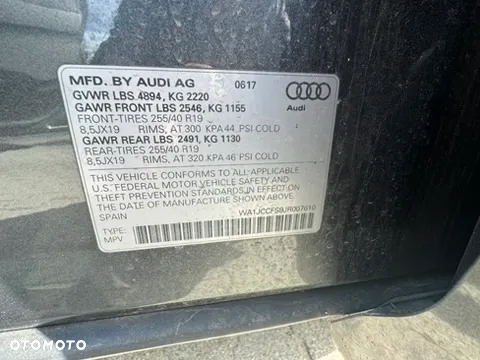 MFD. BY AUDI AG 0617
GVWR LBS 4894, KG 2220
GAWR FRONT LBS 2546, KG 1155
FRONT-TIRES 255/40 R19
8,5JX19 RIMS, AT 300 KPA 44 PSI COLD
GAWR REAR LBS 2491, KG 1130
REAR-TIRES 255/40 R19
8,5JX19 RIMS, AT 320 KPA 46 PSI COLD
Audi
THIS VEHICLE CONFORMS TO ALL APPLICABLE
U.S. FEDERAL MOTOR VEHICLE SAFETY AND
THEFT PREVENTION STANDARDS IN EFFECT ON
THE DATE OF MANUFACTURE SHOWN ABOVE.
SPAIN
WA1JCCFS9JR007610
TYPE:
MPV
OTOMOTO
OTOMOTO